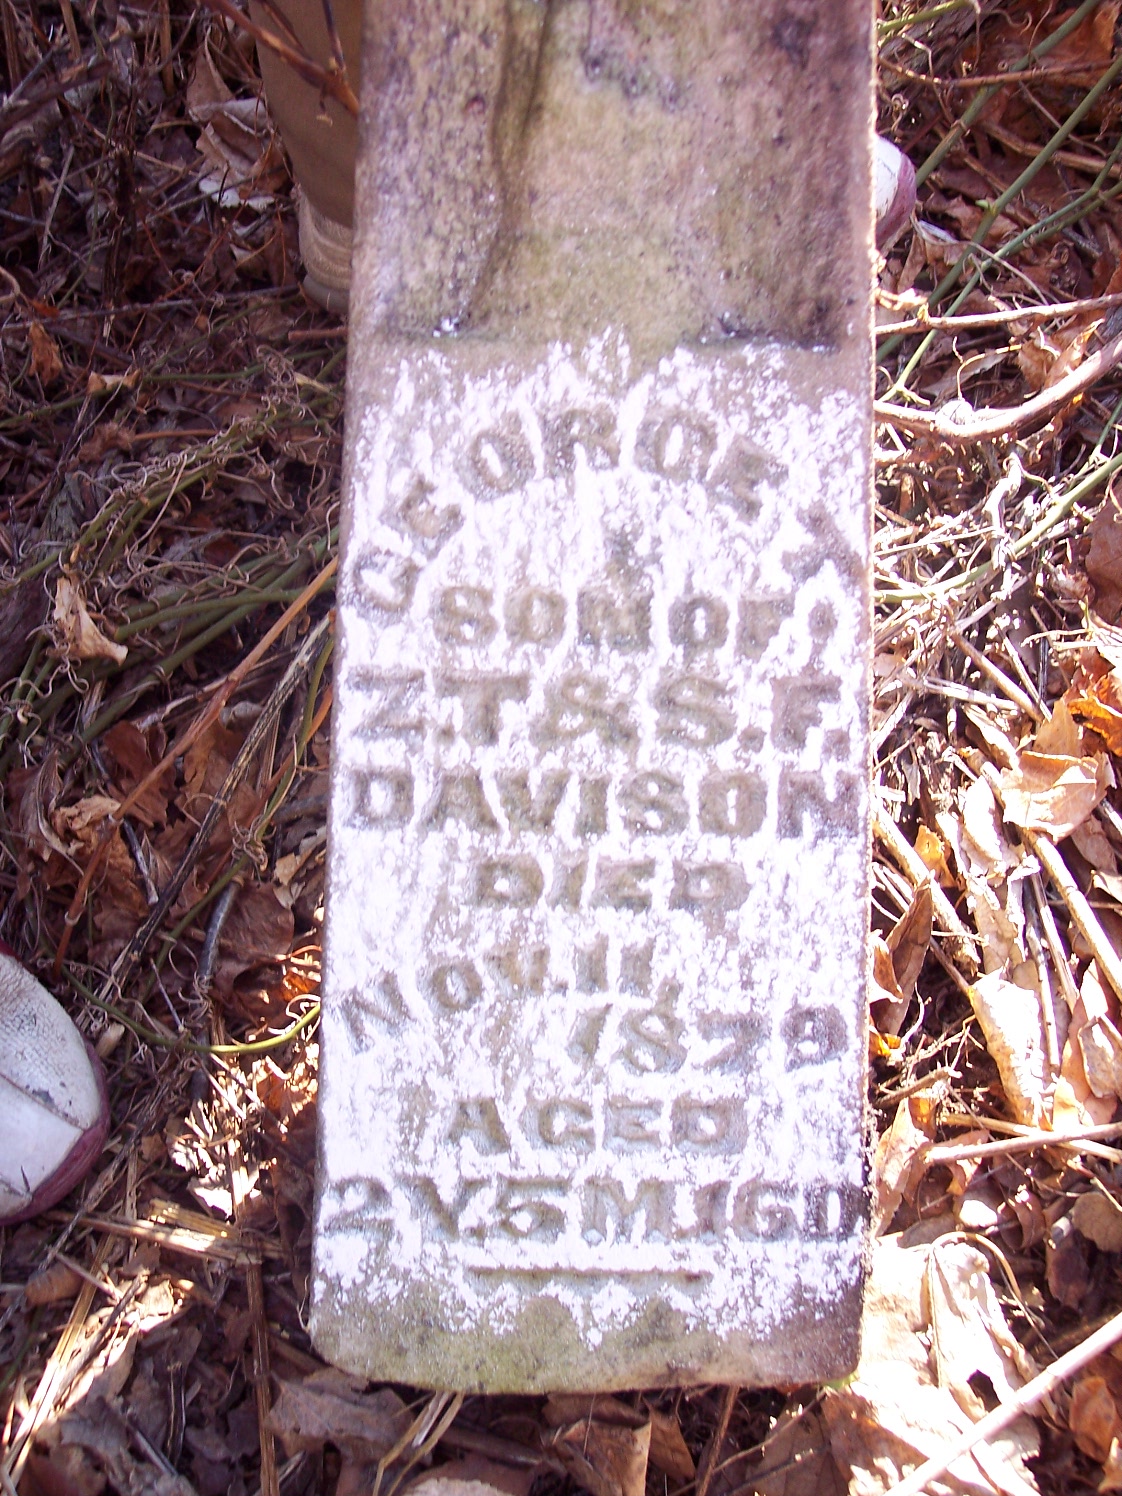 GEORGE T.
SON OF
Z.T. & S.F.
DAVISON
DIED
NOV. 11,
1879
AGED
2Y. 5M. 16D